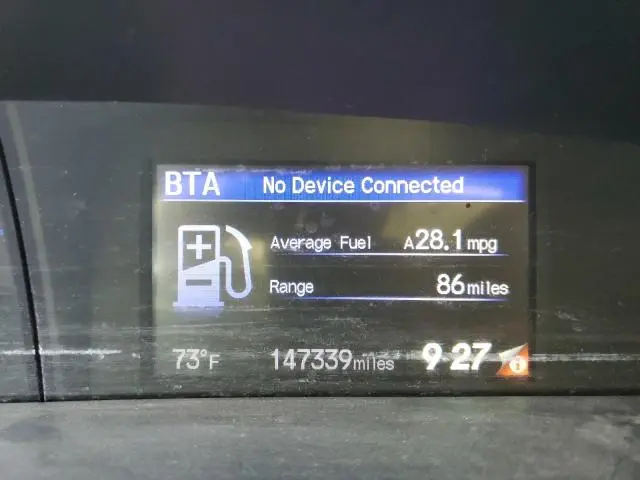 BTA No Device Connected
Average Fuel A28.1mpg
Range 86miles
73°F 147339miles 9 27 i